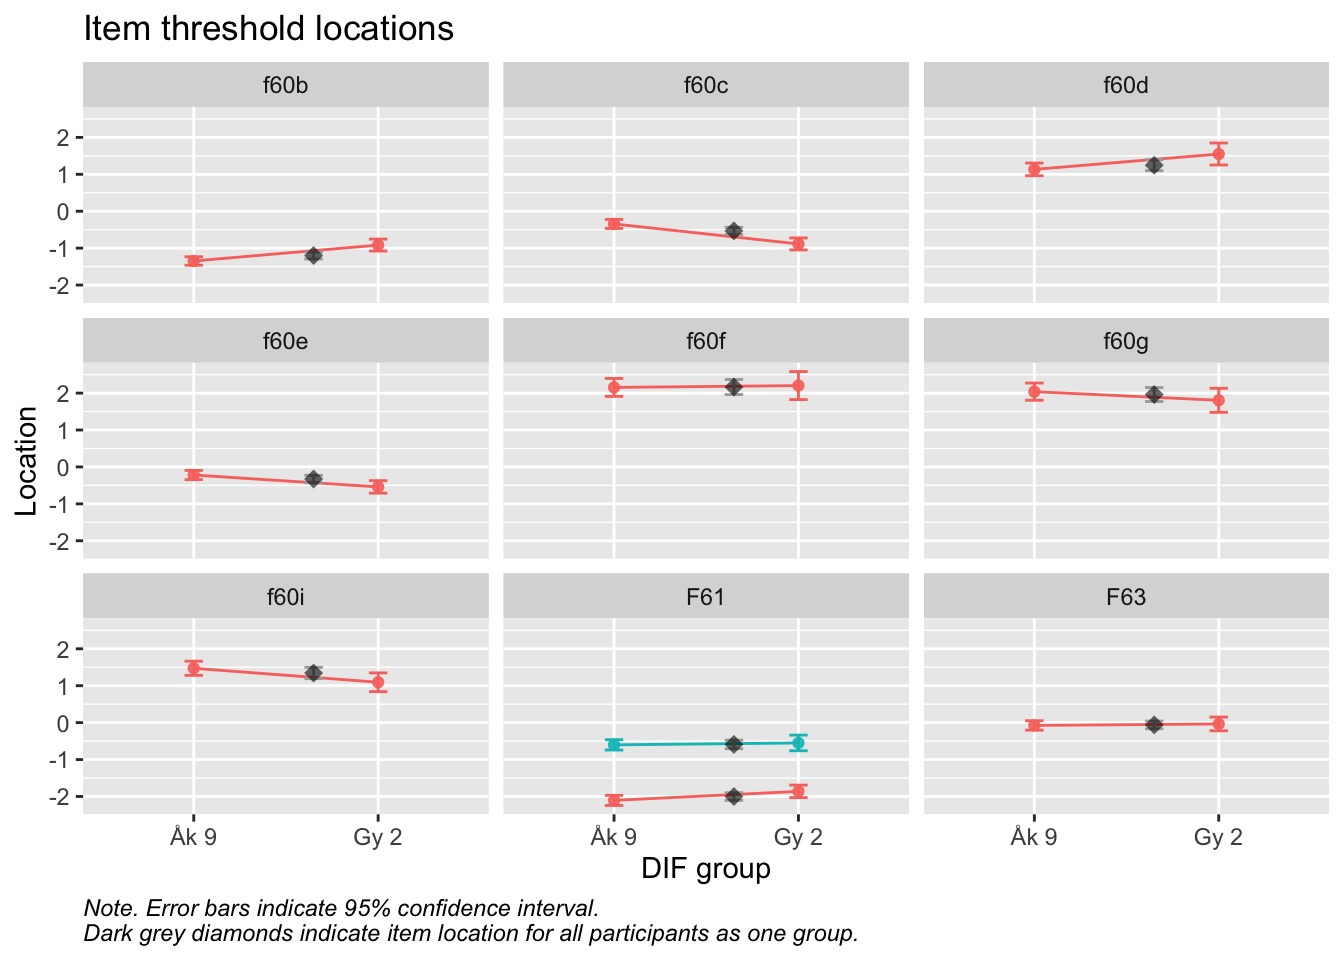 Item threshold locations
f60b f60c f60d
2
1
0
-1
-2
f60e f60f f60g
2
1
0
-1
-2
f60i F61 F63
2
1
0
-1
-2
Location
Åk 9 Gy 2 Åk 9 Gy 2 Åk 9 Gy 2
DIF group
Note. Error bars indicate 95% confidence interval.
Dark grey diamonds indicate item location for all participants as one group.